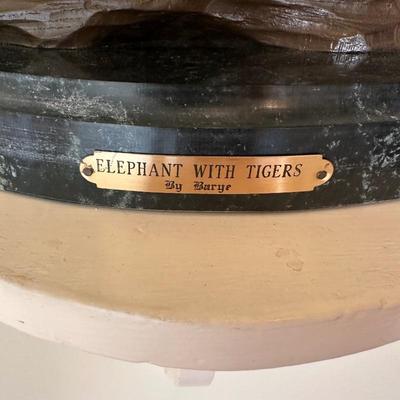 ELEPHANT WITH TIGERS
By Barye